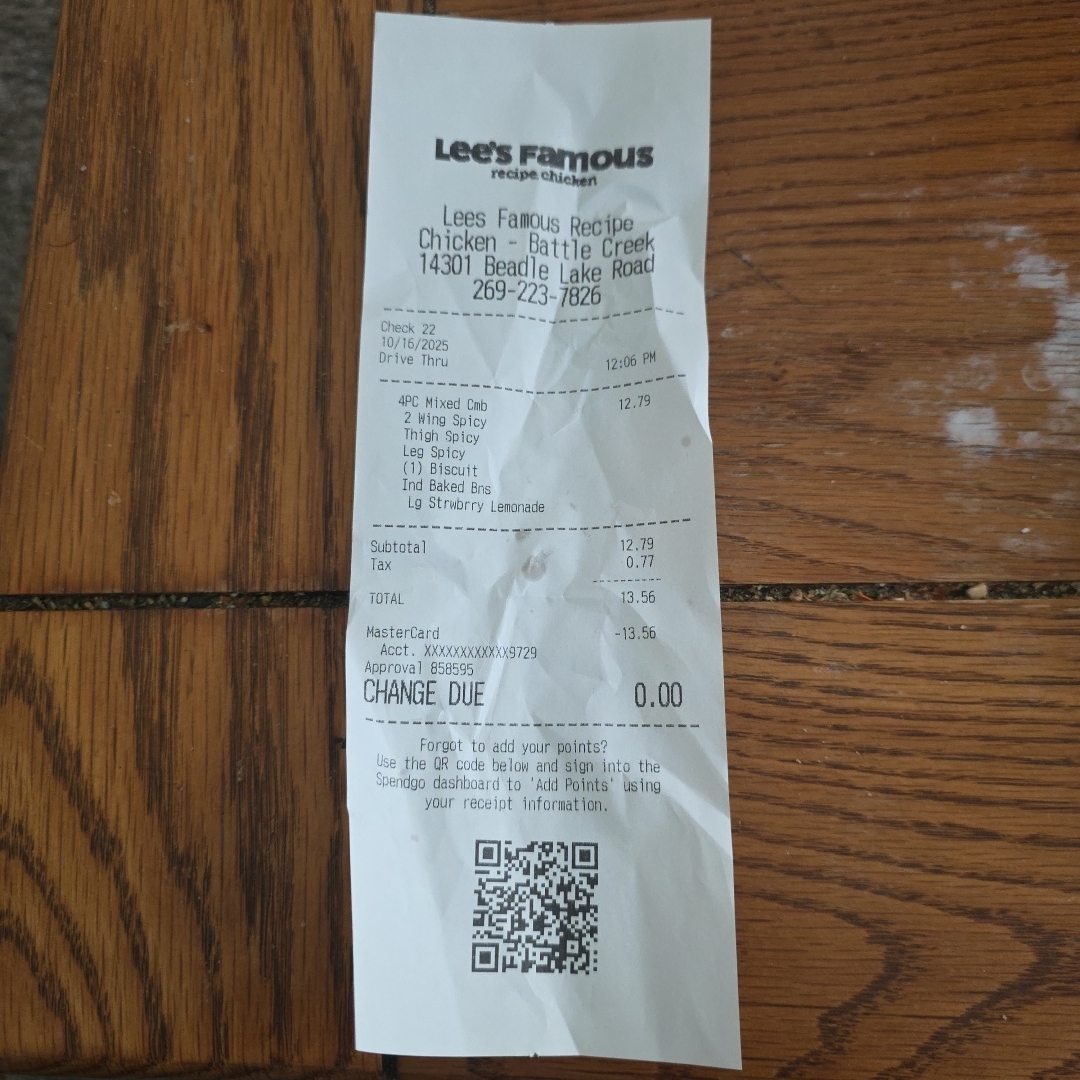 Lee's Famous
recipe chicken
Lees Famous Recipe
Chicken - Battle Creek
14301 Beadle Lake Road
269-223-7826
Check 22
10/16/2025
Drive Thru 12:06 PM
4PC Mixed Cmb 12.79
2 Wing Spicy
Thigh Spicy
Leg Spicy
(1) Biscuit
Ind Baked Bns
Lg Strwbrry Lemonade
Subtotal 12.79
Tax 0.77
TOTAL 13.56
MasterCard -13.56
Acct. XXXXXXXXXXXX9729
Approval 858595
CHANGE DUE 0.00
Forgot to add your points?
Use the QR code below and sign into the
Spendgo dashboard to 'Add Points' using
your receipt information.